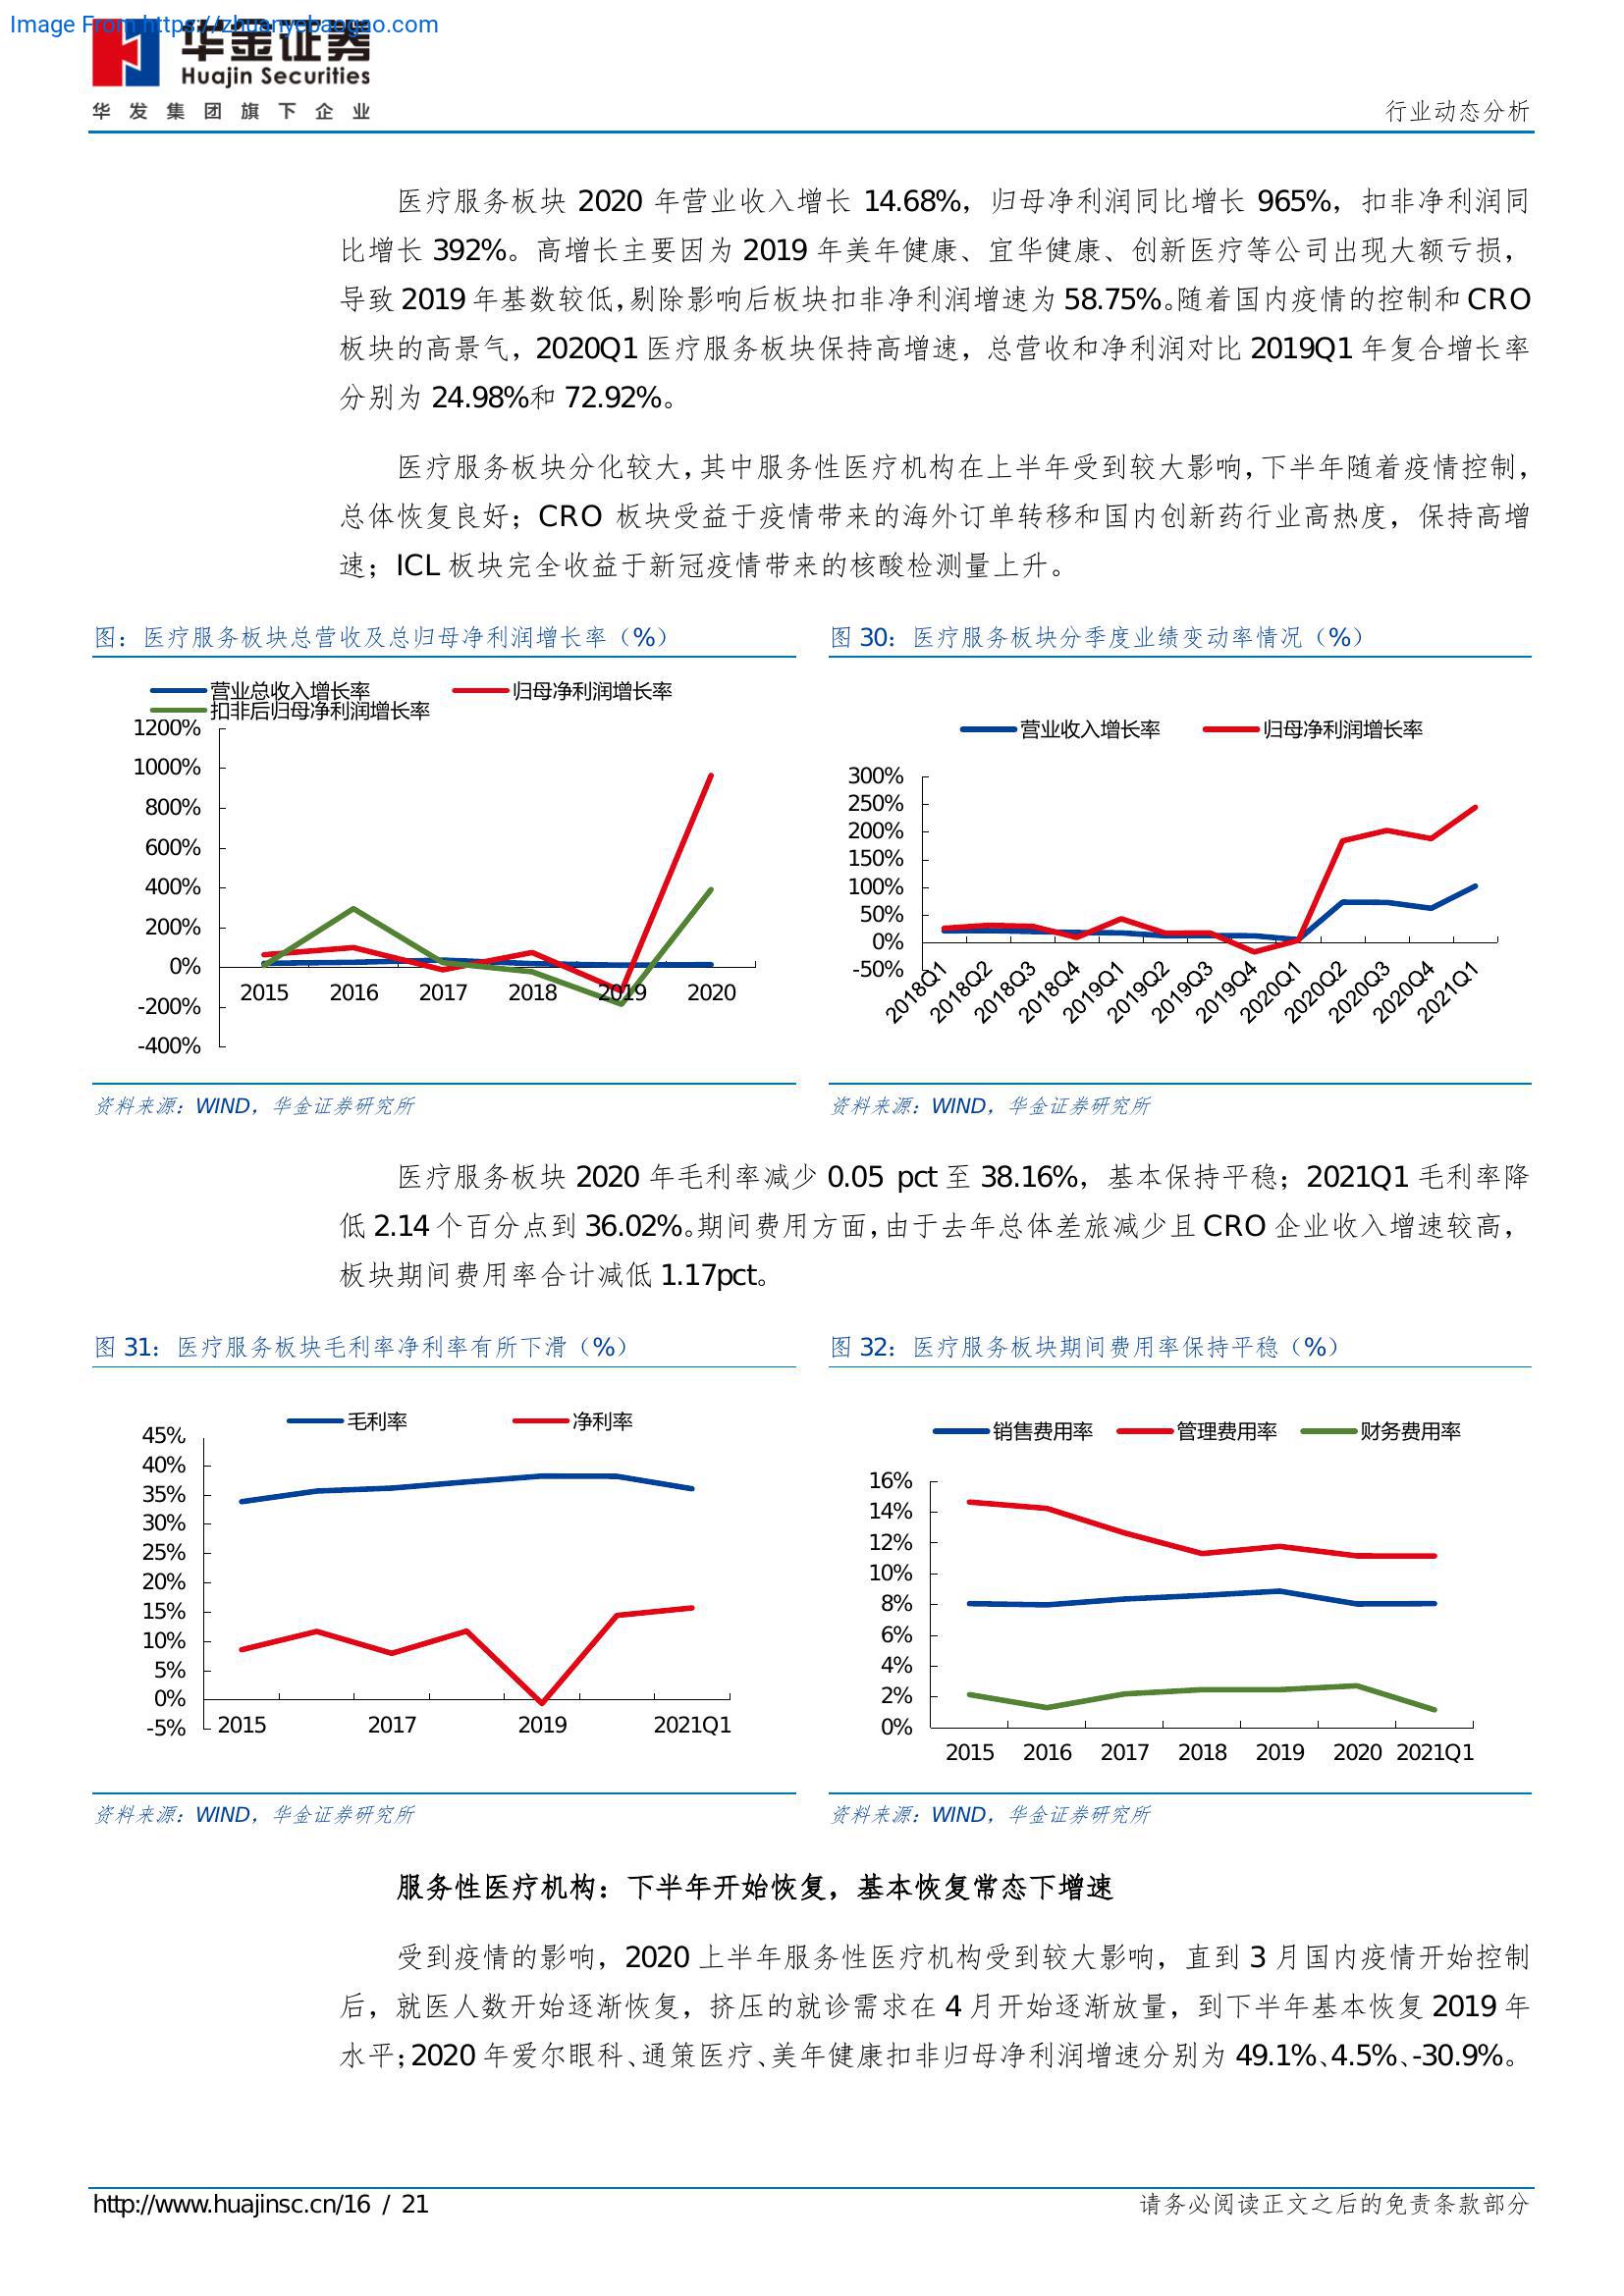 Image From https://zhuanyebaogao.com
华金证券
Huajin Securities
华发集团旗下企业
行业动态分析
医疗服务板块 2020 年营业收入增长 14.68%，归母净利润同比增长 965%，扣非净利润同
比增长 392%。高增长主要因为 2019 年美年健康、宜华健康、创新医疗等公司出现大额亏损，
导致 2019 年基数较低，剔除影响后板块扣非净利润增速为 58.75%。随着国内疫情的控制和 CRO
板块的高景气，2020Q1 医疗服务板块保持高增速，总营收和净利润对比 2019Q1 年复合增长率
分别为 24.98%和 72.92%。
医疗服务板块分化较大，其中服务性医疗机构在上半年受到较大影响，下半年随着疫情控制，
总体恢复良好；CRO 板块受益于疫情带来的海外订单转移和国内创新药行业高热度，保持高增
速；ICL 板块完全收益于新冠疫情带来的核酸检测量上升。
图：医疗服务板块总营收及总归母净利润增长率（%）
营业总收入增长率 归母净利润增长率
扣非后归母净利润增长率
1200%
1000%
800%
600%
400%
200%
0%
-200%
-400%
2015 2016 2017 2018 2019 2020
资料来源：WIND，华金证券研究所
图 30：医疗服务板块分季度业绩变动率情况（%）
营业收入增长率 归母净利润增长率
300%
250%
200%
150%
100%
50%
0%
-50%
2018Q1 2018Q2 2018Q3 2018Q4 2019Q1 2019Q2 2019Q3 2019Q4 2020Q1 2020Q2 2020Q3 2020Q4 2021Q1
资料来源：WIND，华金证券研究所
医疗服务板块 2020 年毛利率减少 0.05 pct 至 38.16%，基本保持平稳；2021Q1 毛利率降
低 2.14 个百分点到 36.02%。期间费用方面，由于去年总体差旅减少且 CRO 企业收入增速较高，
板块期间费用率合计减低 1.17pct。
图 31：医疗服务板块毛利率净利率有所下滑（%）
毛利率 净利率
45%
40%
35%
30%
25%
20%
15%
10%
5%
0%
-5%
2015 2017 2019 2021Q1
资料来源：WIND，华金证券研究所
图 32：医疗服务板块期间费用率保持平稳（%）
销售费用率 管理费用率 财务费用率
16%
14%
12%
10%
8%
6%
4%
2%
0%
2015 2016 2017 2018 2019 2020 2021Q1
资料来源：WIND，华金证券研究所
服务性医疗机构：下半年开始恢复，基本恢复常态下增速
受到疫情的影响，2020 上半年服务性医疗机构受到较大影响，直到 3 月国内疫情开始控制
后，就医人数开始逐渐恢复，挤压的就诊需求在 4 月开始逐渐放量，到下半年基本恢复 2019 年
水平；2020 年爱尔眼科、通策医疗、美年健康扣非归母净利润增速分别为 49.1%、4.5%、-30.9%。
http://www.huajinsc.cn/16 / 21
请务必阅读正文之后的免责条款部分